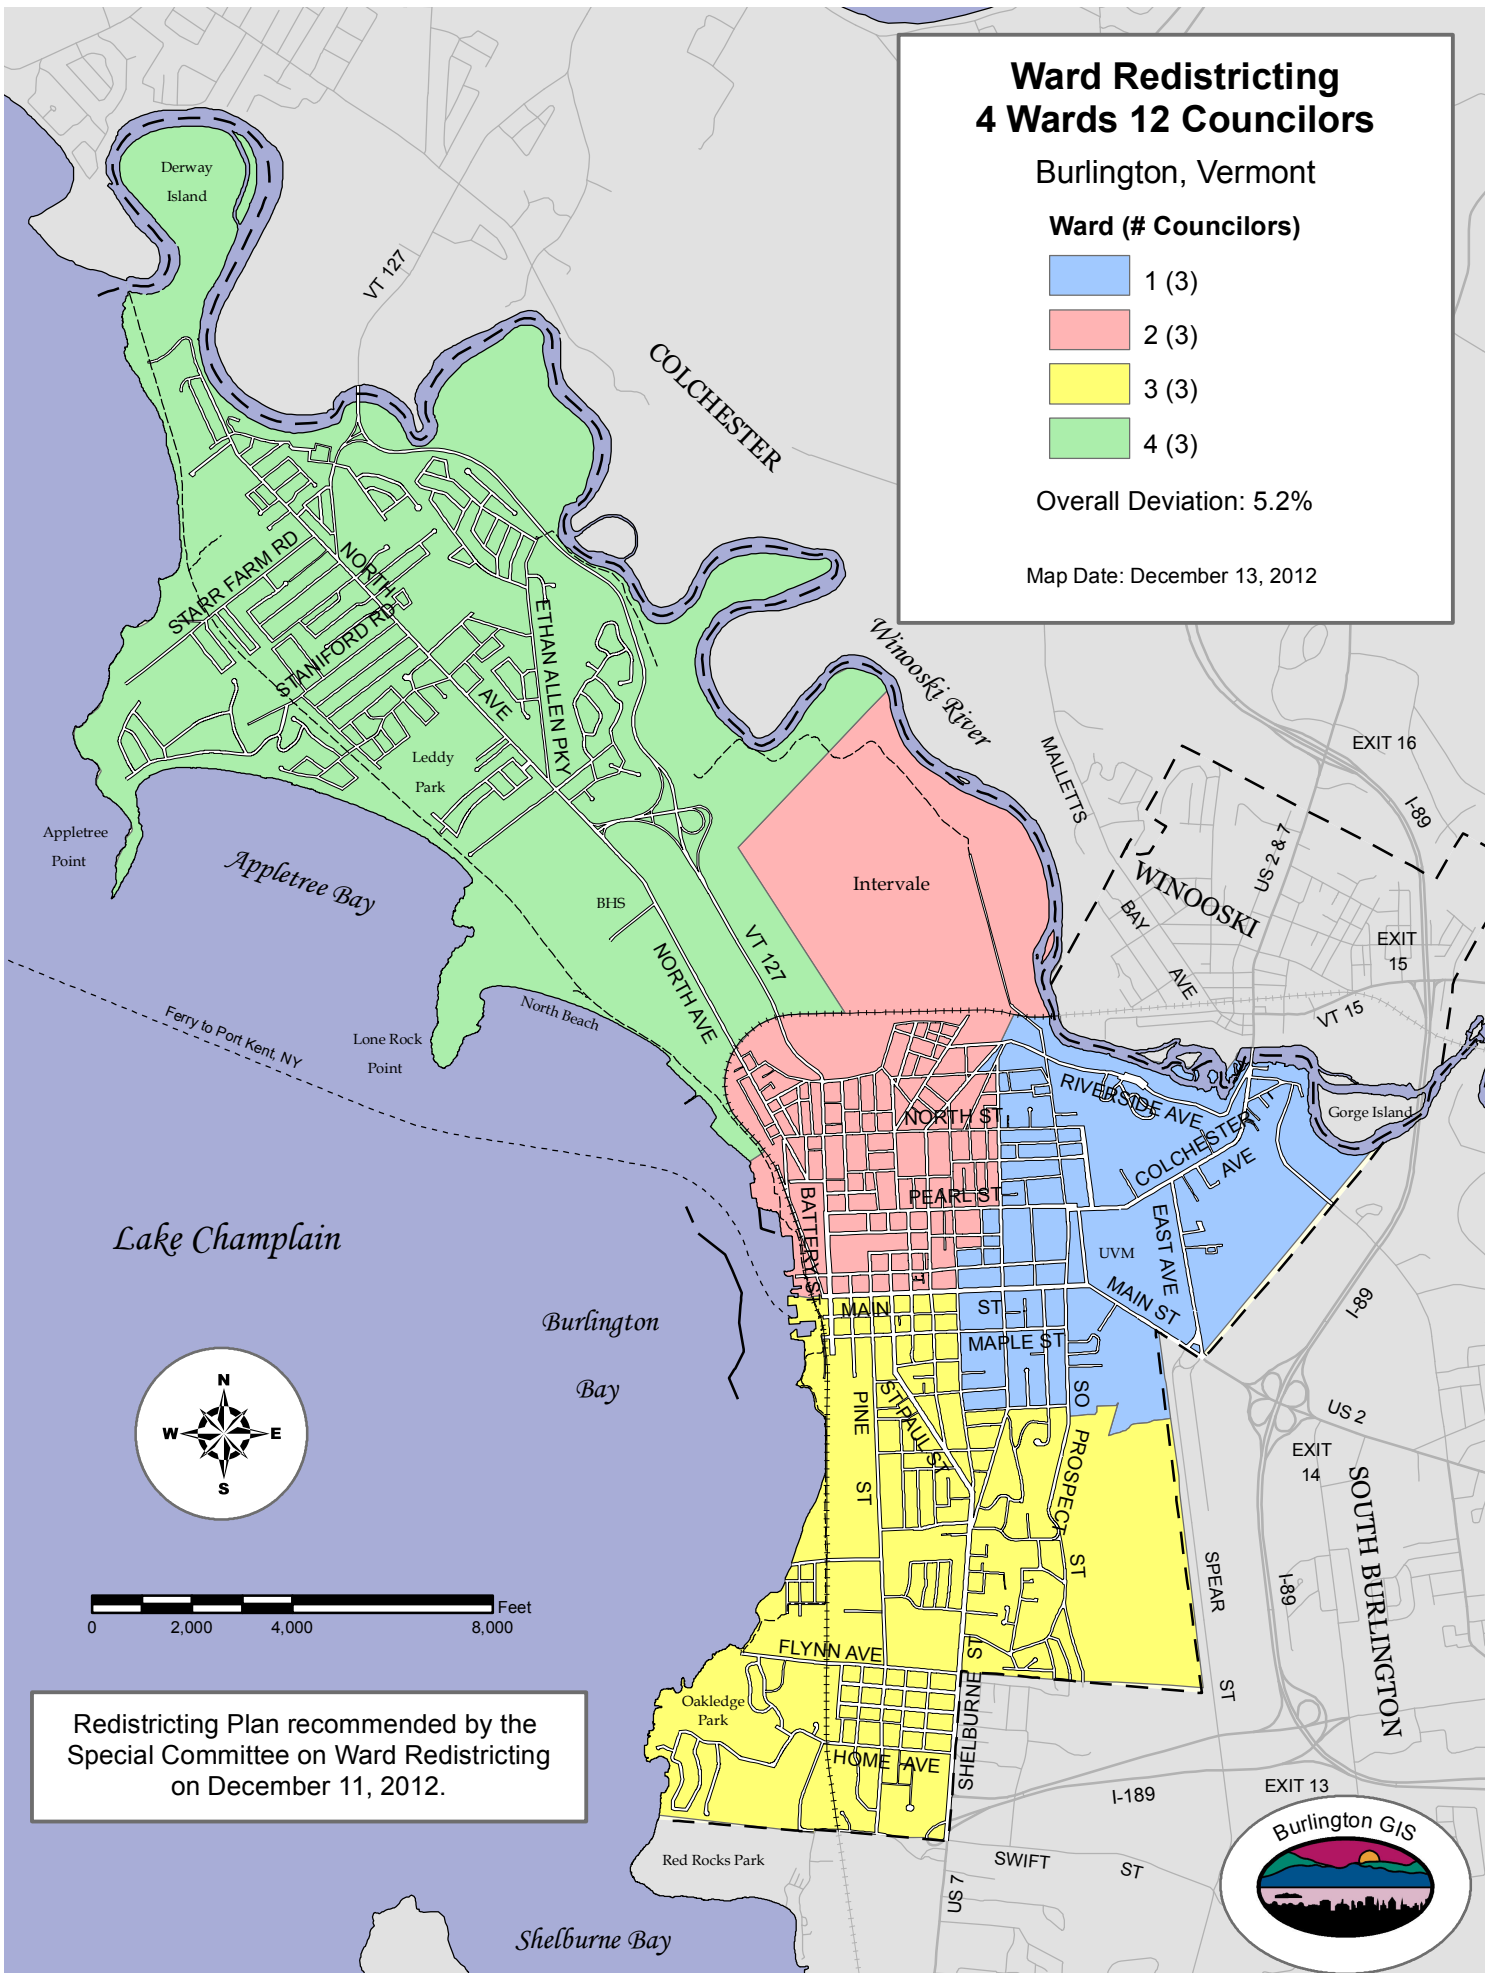 Ward Redistricting
4 Wards 12 Councilors
Burlington, Vermont
Ward (# Councilors)
1 (3)
2 (3)
3 (3)
4 (3)
Overall Deviation: 5.2%
Map Date: December 13, 2012
Derway
Island
VT 127
COLCHESTER
STARR FARM RD
NORTH
STANIFORD RD
AVE
ETHAN ALLEN PKY
Winooski River
Leddy
Park
Appletree
Point
Appletree Bay
BHS
Intervale
MALLETTS
BAY
AVE
EXIT 16
I-89
US 2 & 7
WINOOSKI
EXIT
15
VT 15
VT 127
NORTH AVE
North Beach
Ferry to Port Kent, NY
Lone Rock
Point
RIVERSIDE AVE
NORTH ST
COLCHESTER
AVE
Gorge Island
PEARL ST
BATTERY ST
EAST AVE
UVM
MAIN ST
Lake Champlain
I-89
MAIN
ST
MAPLE ST
Burlington
Bay
N
W
E
S
PINE
ST
ST PAUL ST
SO
PROSPECT
ST
US 2
EXIT
14
SOUTH BURLINGTON
SPEAR
ST
I-89
0
2,000
4,000
8,000
Feet
FLYNN AVE
SHELBURNE ST
Oakledge
Park
HOME AVE
Redistricting Plan recommended by the
Special Committee on Ward Redistricting
on December 11, 2012.
I-189
EXIT 13
Red Rocks Park
SWIFT
ST
US 7
Shelburne Bay
Burlington GIS